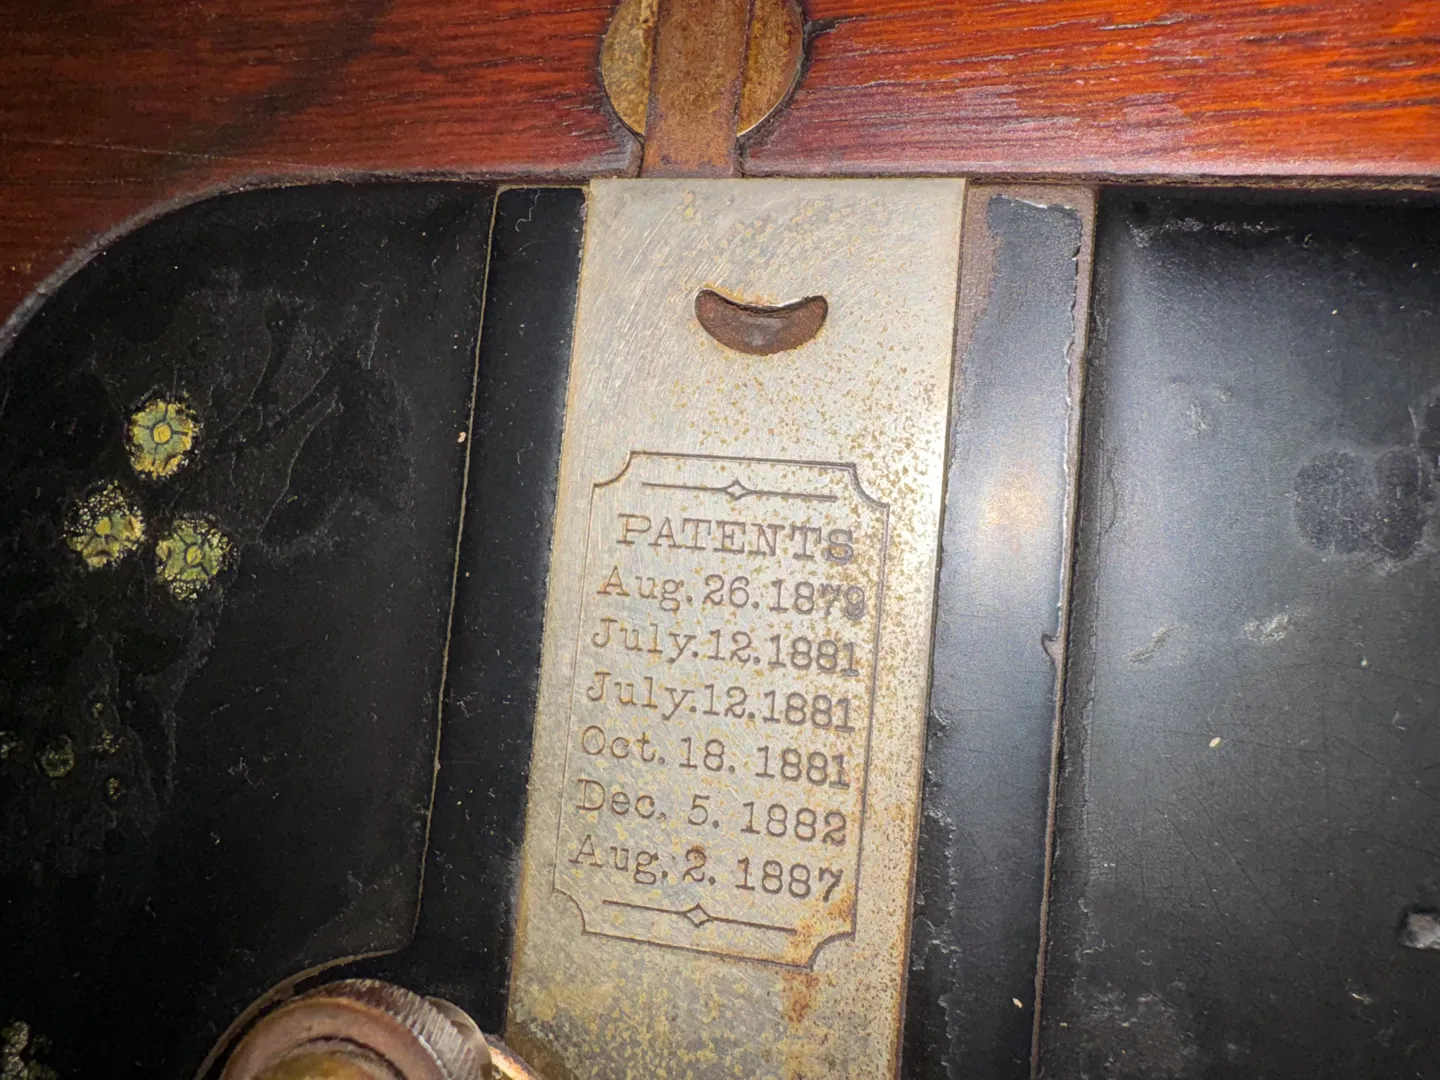 PATENTS
Aug. 26. 1879
July. 12. 1881
July. 12. 1881
Oct. 18. 1881
Dec. 5. 1882
Aug. 2. 1887